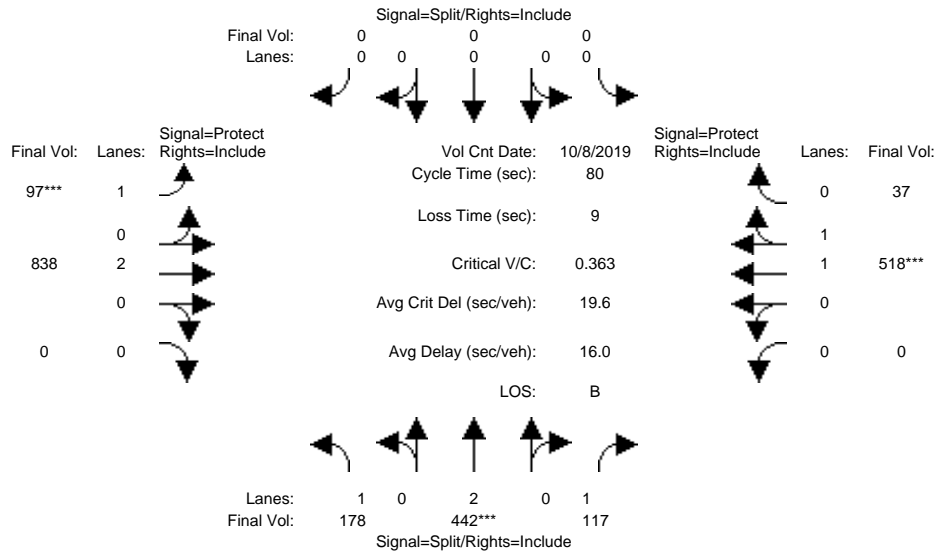 Signal=Split/Rights=Include
Final Vol: 0 0 0
Lanes: 0 0 0 0 0
Signal=Protect Signal=Protect
Final Vol: Lanes: Rights=Include Vol Cnt Date: 10/8/2019 Rights=Include Lanes: Final Vol:
Cycle Time (sec): 80
97*** 1 0 37
Loss Time (sec): 9
0 1
838 2 Critical V/C: 0.363 1 518***
0 Avg Crit Del (sec/veh): 19.6 0
0 0 Avg Delay (sec/veh): 16.0 0 0
LOS: B
Lanes: 1 0 2 0 1
Final Vol: 178 442*** 117
Signal=Split/Rights=Include